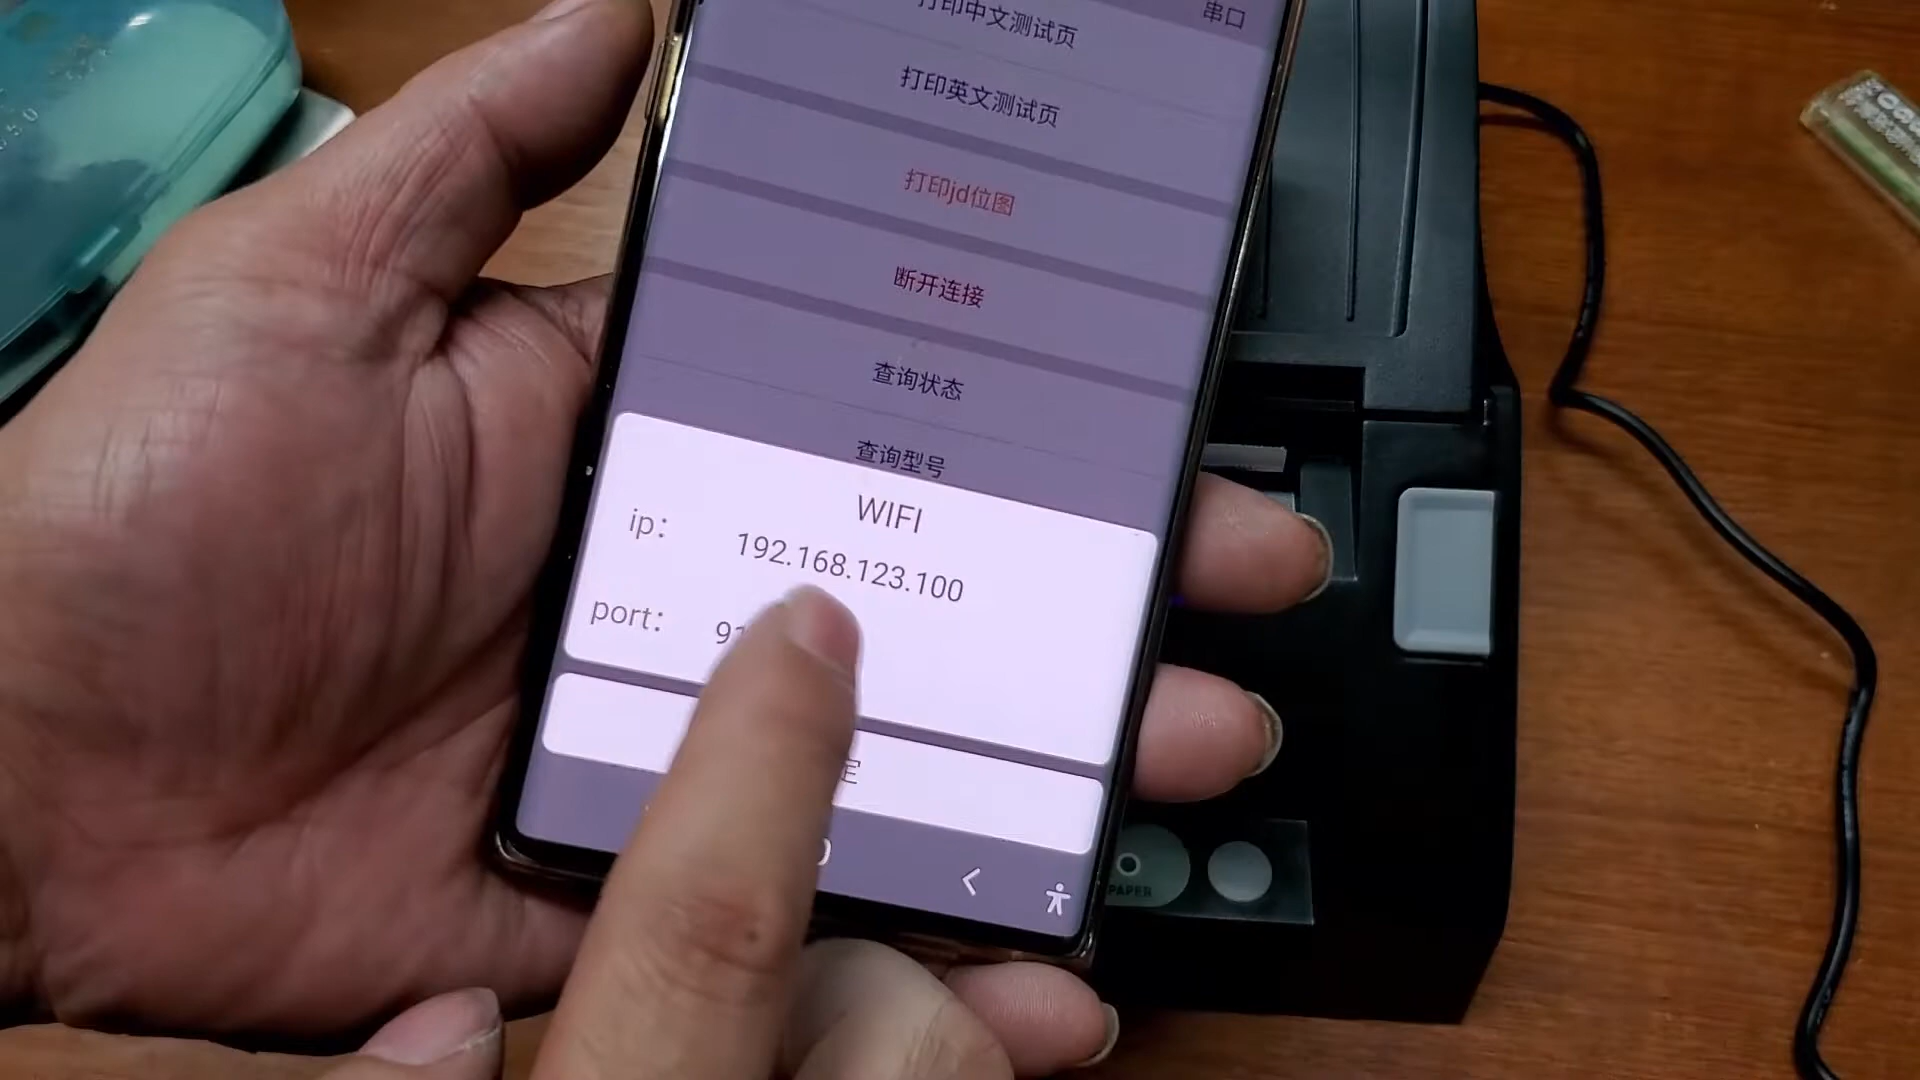 串口
打印中文测试页
打印英文测试页
打印jd位图
断开连接
查询状态
查询型号
WIFI
ip: 192.168.123.100
port: 91
定
PAPER